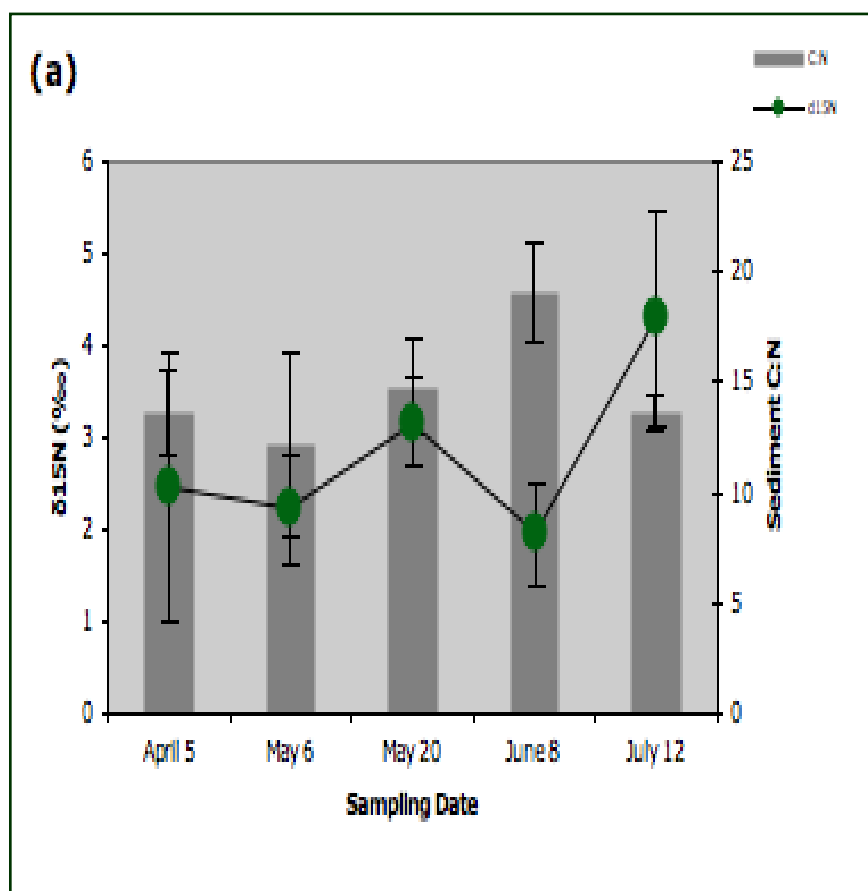 (a)
C:N
d15N
6
5
4
3
2
1
0
δ15N (‰)
25
20
15
10
5
0
Sediment C:N
April 5
May 6
May 20
June 8
July 12
Sampling Date